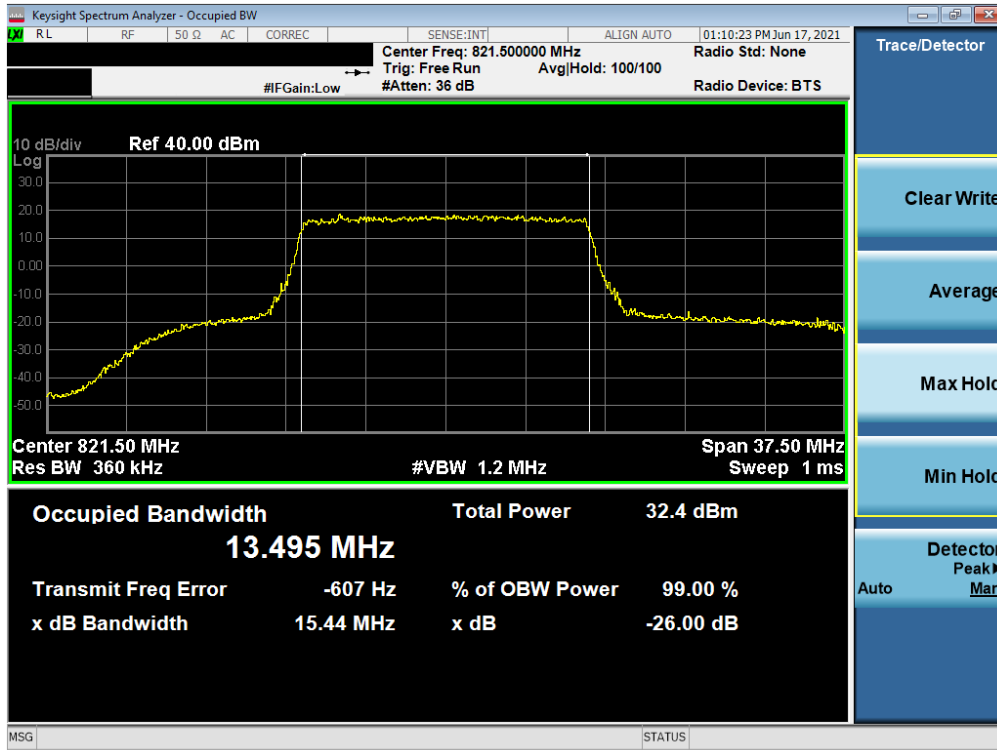 Keysight Spectrum Analyzer - Occupied BW
LXI RL RF 50 Ω AC CORREC SENSE:INT ALIGN AUTO 01:10:23 PM Jun 17, 2021
Center Freq: 821.500000 MHz Radio Std: None
Trig: Free Run Avg|Hold: 100/100
#IFGain:Low #Atten: 36 dB Radio Device: BTS
Trace/Detector
10 dB/div Ref 40.00 dBm
Log
30.0
20.0
10.0
0.00
-10.0
-20.0
-30.0
-40.0
-50.0
Center 821.50 MHz Span 37.50 MHz
Res BW 360 kHz #VBW 1.2 MHz Sweep 1 ms
Occupied Bandwidth Total Power 32.4 dBm
13.495 MHz
Transmit Freq Error -607 Hz % of OBW Power 99.00 %
x dB Bandwidth 15.44 MHz x dB -26.00 dB
Clear Write
Average
Max Hold
Min Hold
Detector
Peak
Auto Man
MSG STATUS